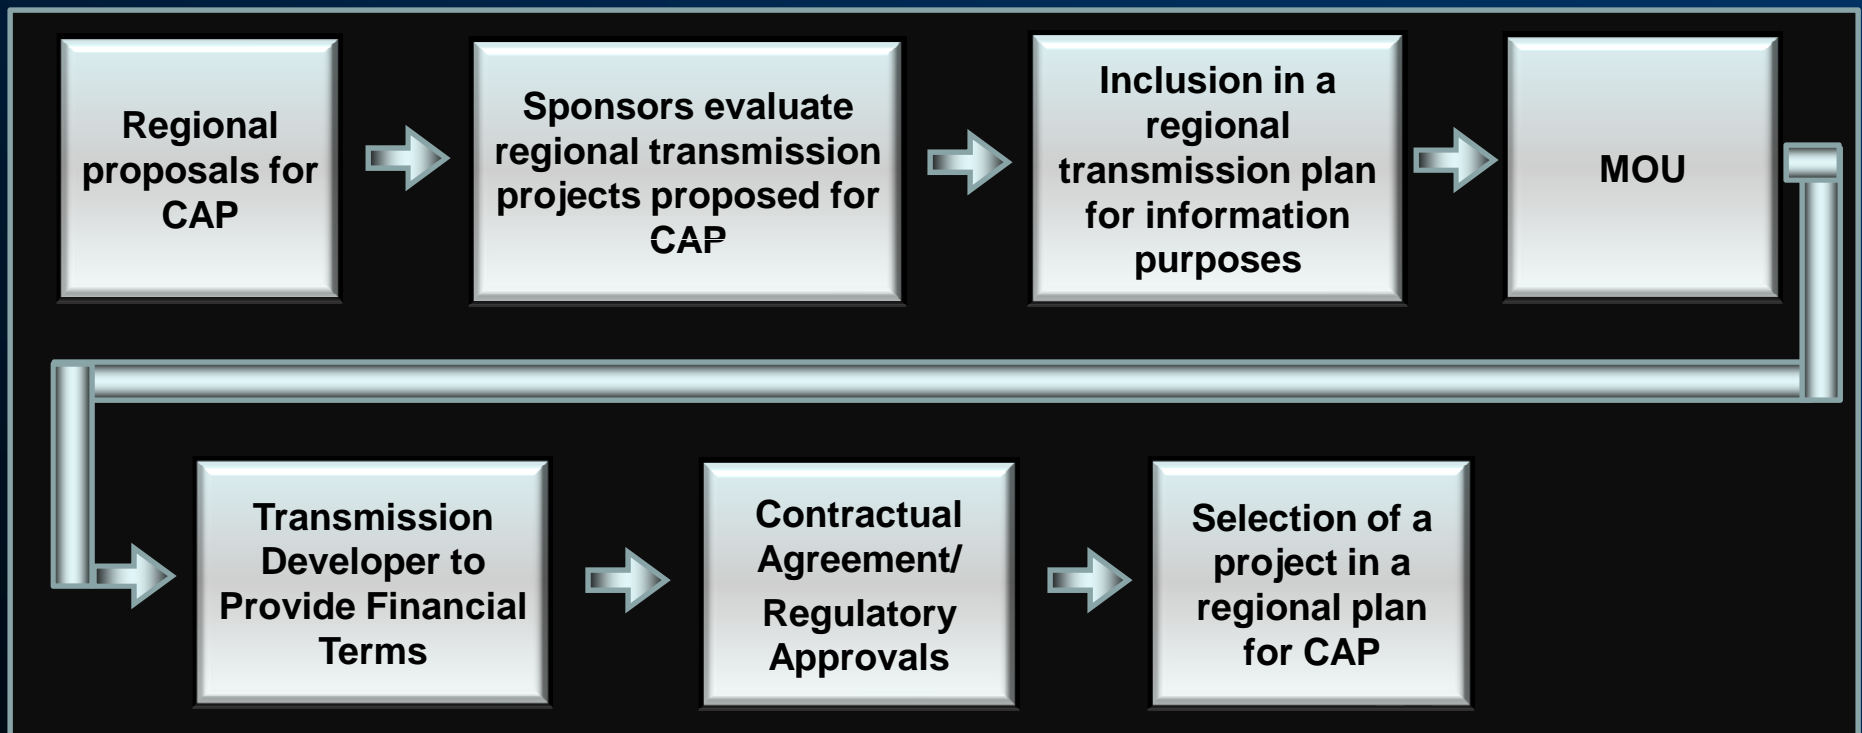 Regional
proposals for
CAP
Sponsors evaluate
regional transmission
projects proposed for
CAP
Inclusion in a
regional
transmission plan
for information
purposes
MOU
Transmission
Developer to
Provide Financial
Terms
Contractual
Agreement/
Regulatory
Approvals
Selection of a
project in a
regional plan
for CAP